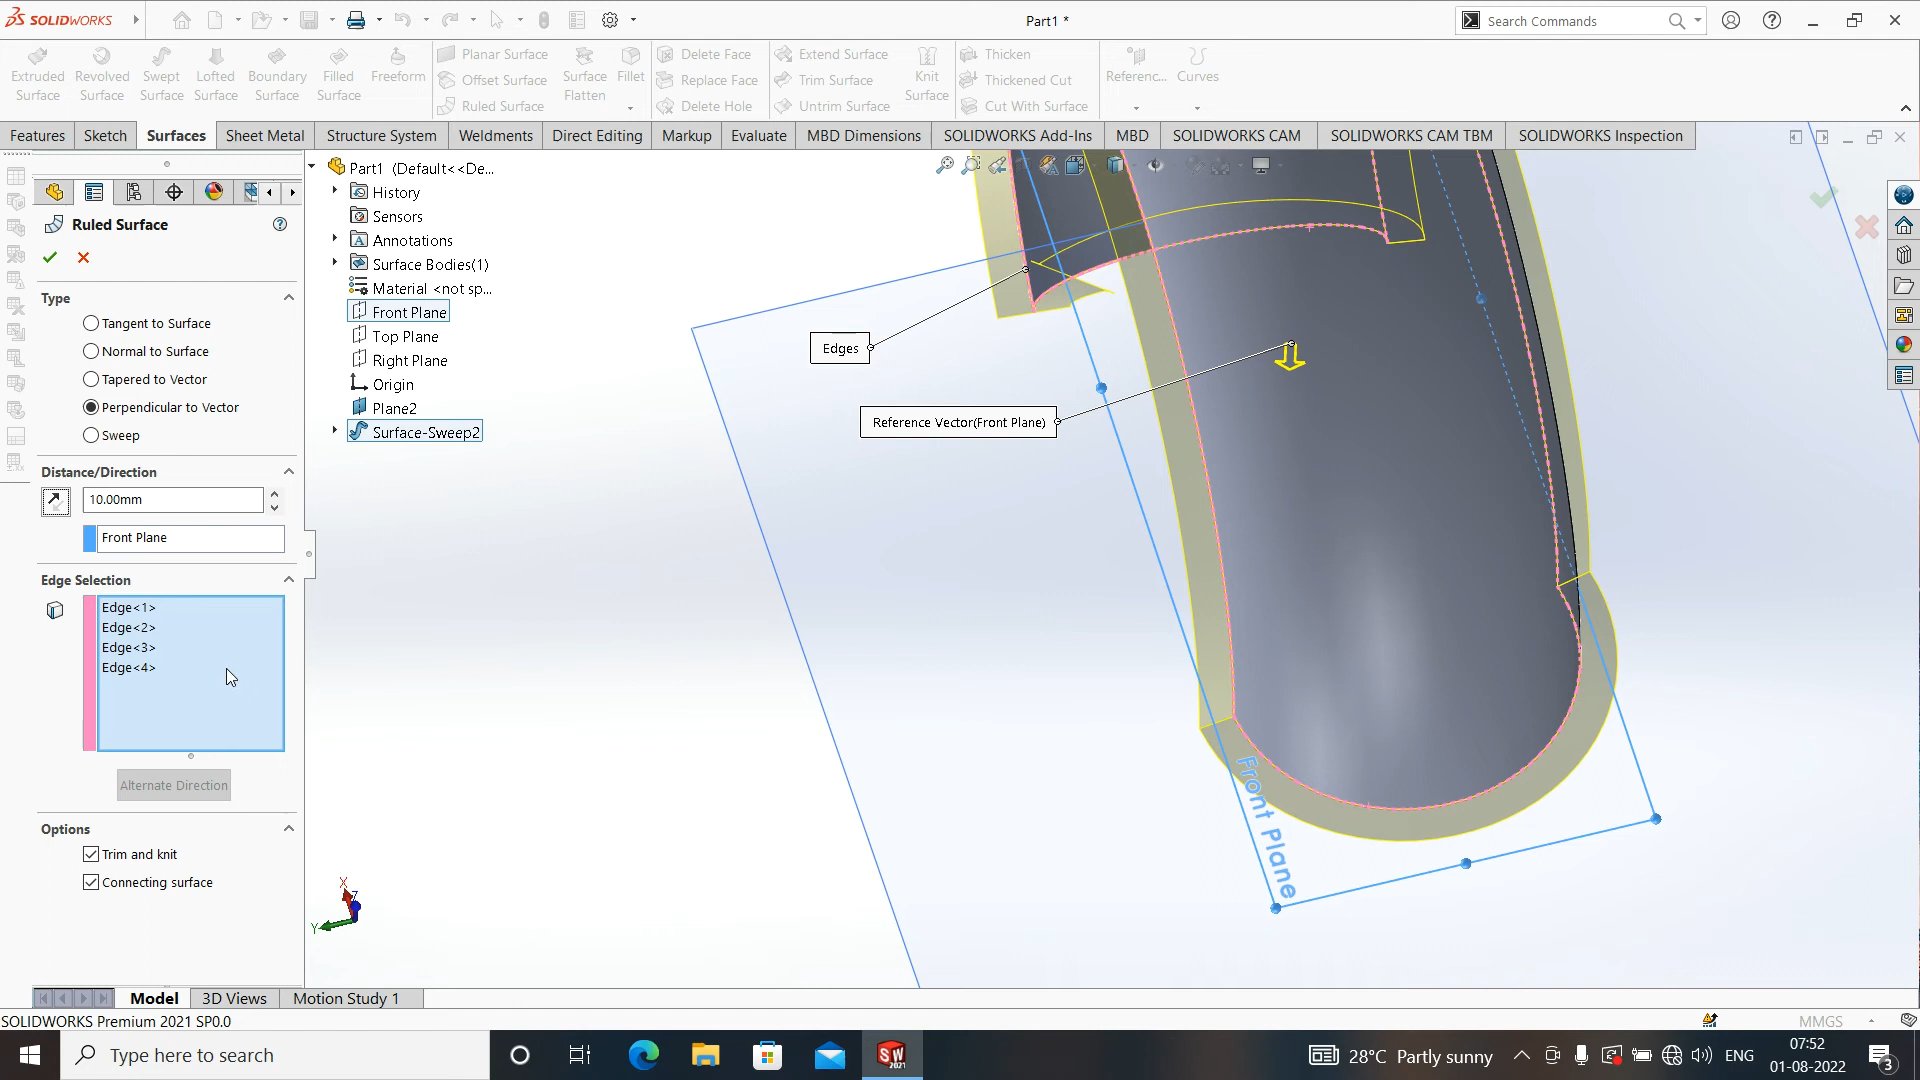 SOLIDWORKS
Part1 *
Search Commands
Extruded Surface
Revolved Surface
Swept Surface
Lofted Surface
Boundary Surface
Filled Surface
Freeform
Planar Surface
Offset Surface
Ruled Surface
Surface Flatten
Fillet
Delete Face
Replace Face
Delete Hole
Extend Surface
Trim Surface
Untrim Surface
Knit Surface
Thicken
Thickened Cut
Cut With Surface
Referenc...
Curves
Features
Sketch
Surfaces
Sheet Metal
Structure System
Weldments
Direct Editing
Markup
Evaluate
MBD Dimensions
SOLIDWORKS Add-Ins
MBD
SOLIDWORKS CAM
SOLIDWORKS CAM TBM
SOLIDWORKS Inspection
Ruled Surface
Type
Tangent to Surface
Normal to Surface
Tapered to Vector
Perpendicular to Vector
Sweep
Distance/Direction
10.00mm
Front Plane
Edge Selection
Edge<1>
Edge<2>
Edge<3>
Edge<4>
Alternate Direction
Options
Trim and knit
Connecting surface
Part1 (Default<<De...
History
Sensors
Annotations
Surface Bodies(1)
Material <not sp...
Front Plane
Top Plane
Right Plane
Origin
Plane2
Surface-Sweep2
Edges
Reference Vector(Front Plane)
Front Plane
X
Z
Y
Model
3D Views
Motion Study 1
SOLIDWORKS Premium 2021 SP0.0
MMGS
Type here to search
SW
2021
28°C Partly sunny
ENG
07:52
01-08-2022
3